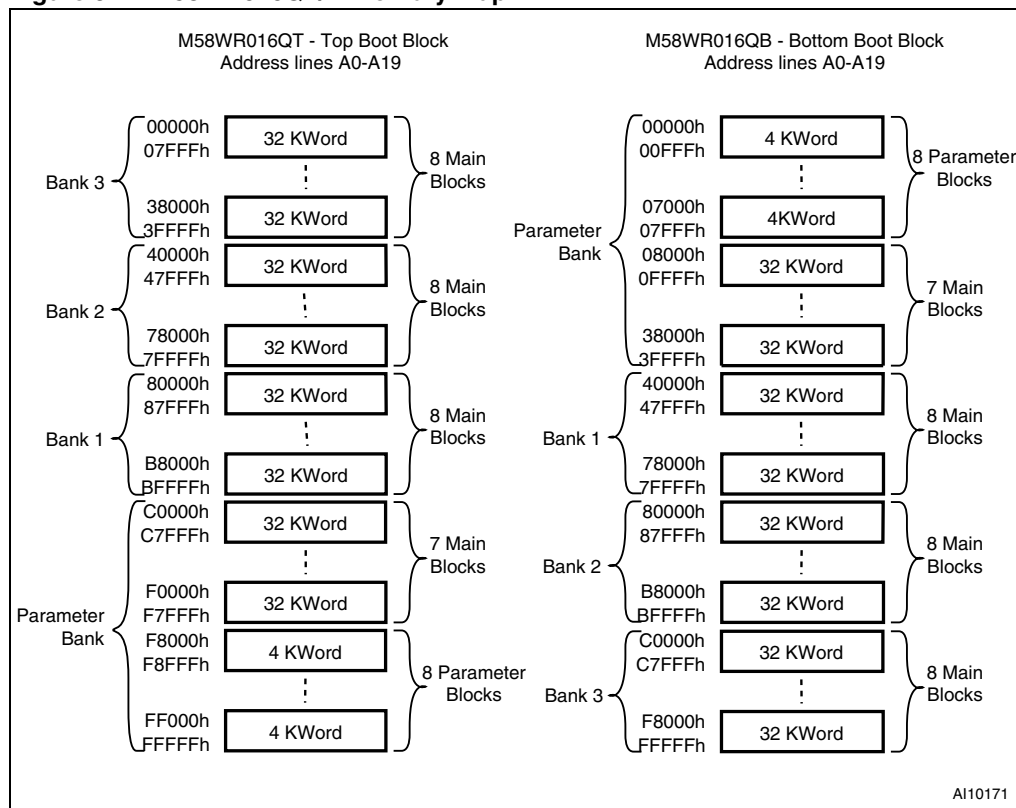 M58WR016QT - Top Boot Block
Address lines A0-A19
Bank 3
00000h
07FFFh
32 KWord
38000h
3FFFFh
32 KWord
8 Main
Blocks
Bank 2
40000h
47FFFh
32 KWord
78000h
7FFFFh
32 KWord
8 Main
Blocks
Bank 1
80000h
87FFFh
32 KWord
B8000h
BFFFFh
32 KWord
8 Main
Blocks
Parameter
Bank
C0000h
C7FFFh
32 KWord
F0000h
F7FFFh
32 KWord
7 Main
Blocks
F8000h
F8FFFh
4 KWord
FF000h
FFFFFh
4 KWord
8 Parameter
Blocks
M58WR016QB - Bottom Boot Block
Address lines A0-A19
Parameter
Bank
00000h
00FFFh
4 KWord
07000h
07FFFh
4KWord
8 Parameter
Blocks
08000h
0FFFFh
32 KWord
38000h
3FFFFh
32 KWord
7 Main
Blocks
Bank 1
40000h
47FFFh
32 KWord
78000h
7FFFFh
32 KWord
8 Main
Blocks
Bank 2
80000h
87FFFh
32 KWord
B8000h
BFFFFh
32 KWord
8 Main
Blocks
Bank 3
C0000h
C7FFFh
32 KWord
F8000h
FFFFFh
32 KWord
8 Main
Blocks
AI10171